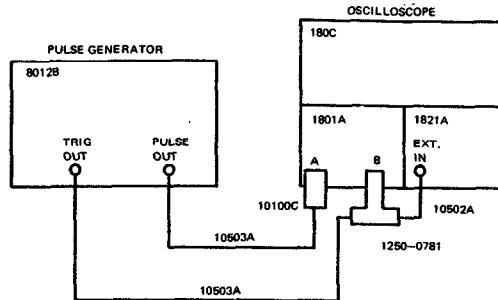 OSCILLOSCOPE
180C
PULSE GENERATOR
8012B
1801A
1821A
TRIG
OUT
PULSE
OUT
A
B
EXT.
IN
10100C
10502A
10503A
1250-0781
10503A